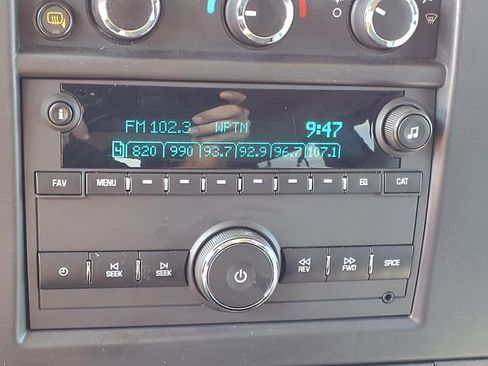 FM 102.3 WPTM 9:47
4 820 990 93.7 92.9 96.7 107.1
FAV MENU EQ CAT
SEEK SEEK REV FWD SRCE